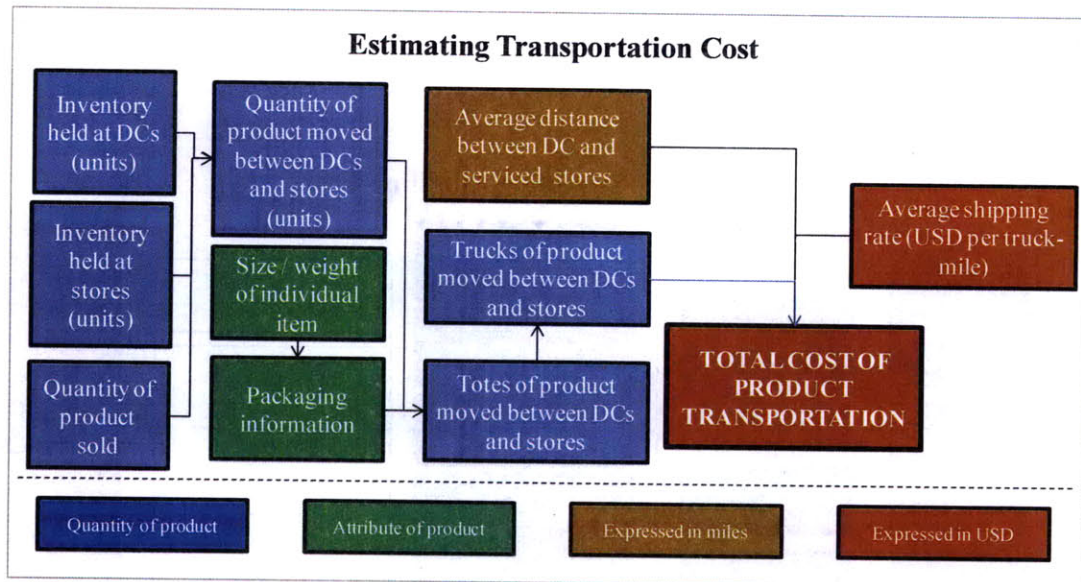 Estimating Transportation Cost
Inventory
held at DCs
(units)
Quantity of
product moved
between DCs
and stores
(units)
Average distance
between DC and
serviced stores
Average shipping
rate (USD per truck-
mile)
Inventory
held at
stores
(units)
Size / weight
of individual
item
Trucks of product
moved between DCs
and stores
Quantity of
product
sold
Packaging
information
Totes of product
moved between DCs
and stores
TOTAL COST OF
PRODUCT
TRANSPORTATION
Quantity of product
Attribute of product
Expressed in miles
Expressed in USD